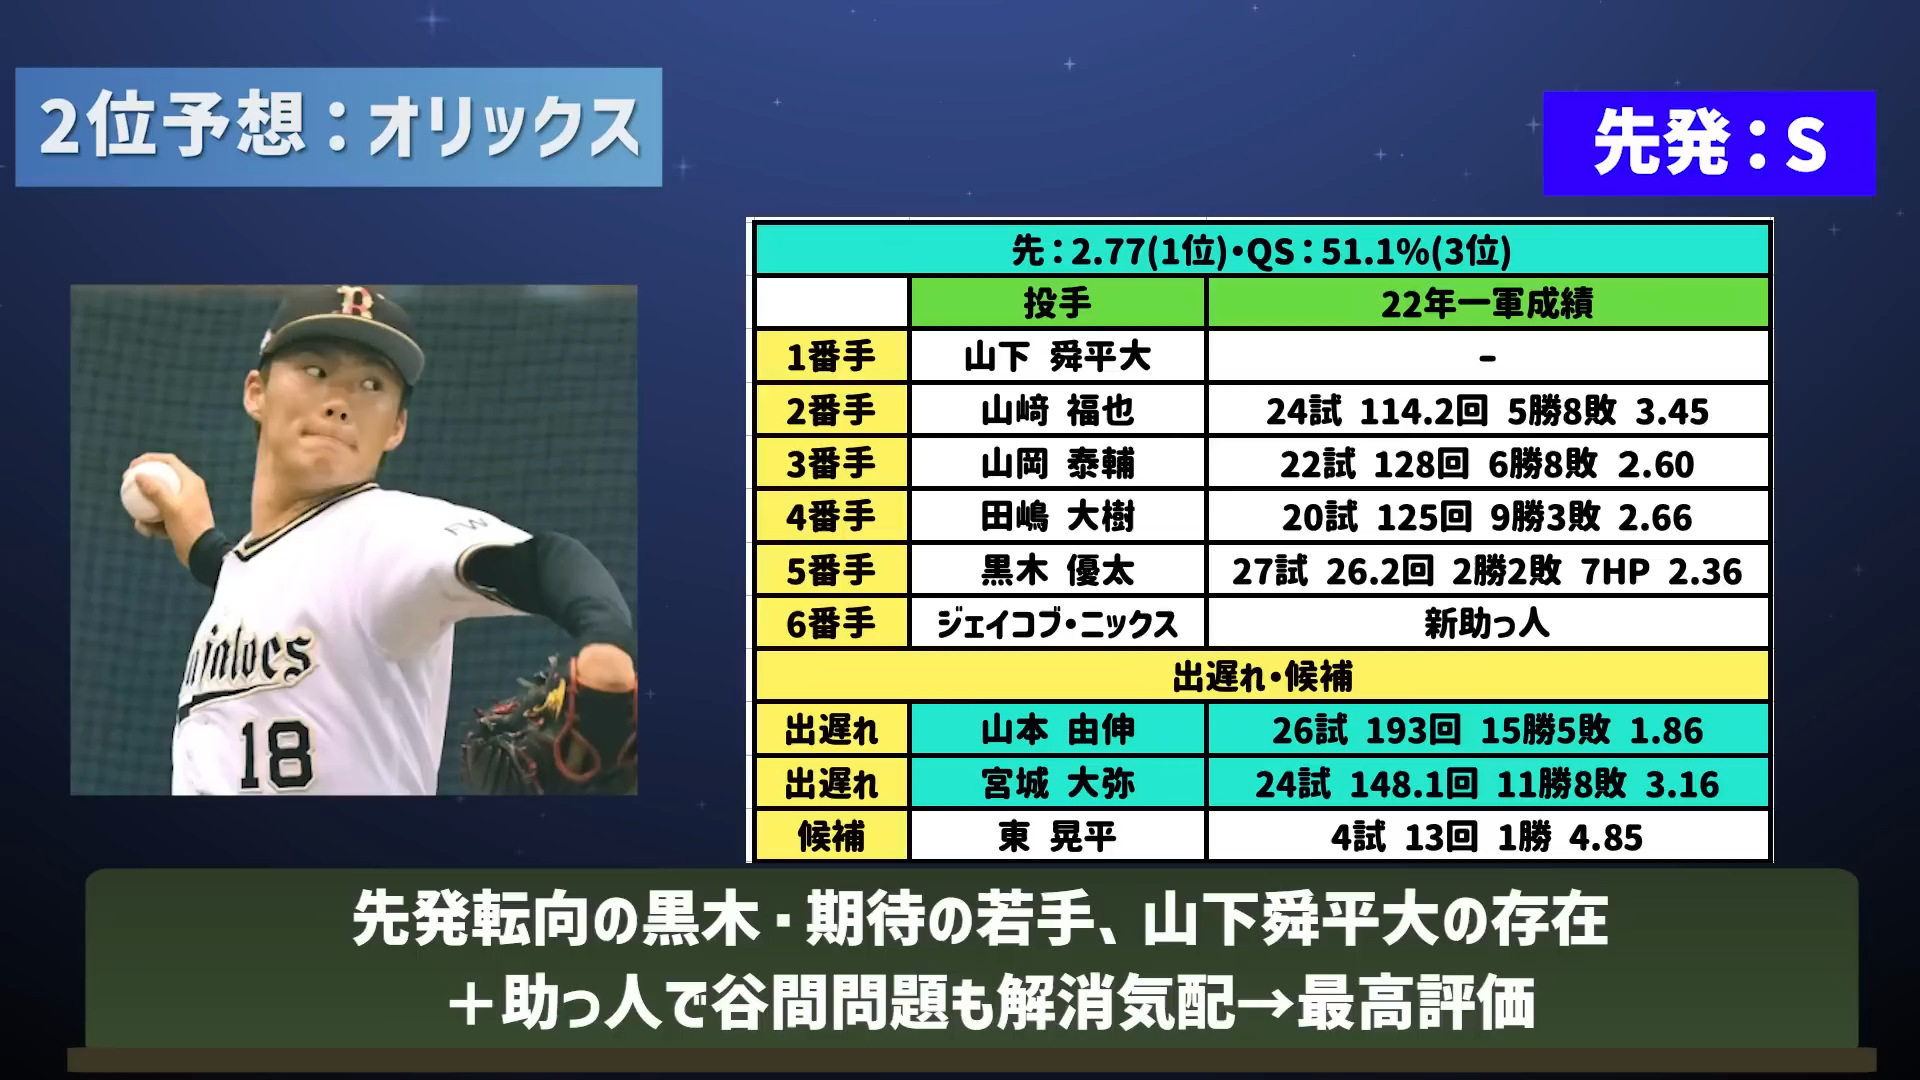 2位予想：オリックス
先発：S
先：2.77(1位)・QS：51.1%(3位)
投手 22年一軍成績
1番手 山下 舜平大 -
2番手 山﨑 福也 24試 114.2回 5勝8敗 3.45
3番手 山岡 泰輔 22試 128回 6勝8敗 2.60
4番手 田嶋 大樹 20試 125回 9勝3敗 2.66
5番手 黒木 優太 27試 26.2回 2勝2敗 7HP 2.36
6番手 ジェイコブ・ニックス 新助っ人
出遅れ・候補
出遅れ 山本 由伸 26試 193回 15勝5敗 1.86
出遅れ 宮城 大弥 24試 148.1回 11勝8敗 3.16
候補 東 晃平 4試 13回 1勝 4.85
B
faloes
18
先発転向の黒木・期待の若手、山下舜平大の存在
＋助っ人で谷間問題も解消気配→最高評価